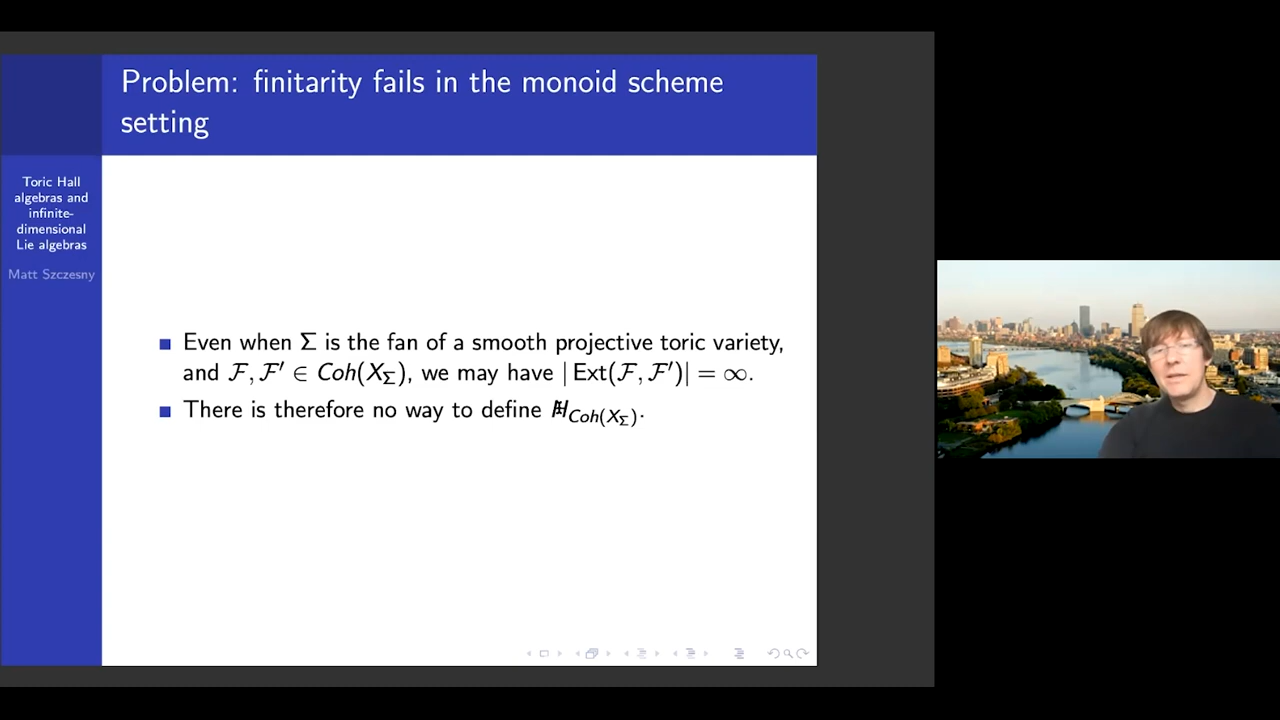 Problem: finitarity fails in the monoid scheme
setting
Toric Hall
algebras and
infinite-
dimensional
Lie algebras
Matt Szczesny
Even when Σ is the fan of a smooth projective toric variety,
and ℱ, ℱ′ ∈ Coh(X_Σ), we may have | Ext(ℱ, ℱ′)| = ∞.
There is therefore no way to define ℍ_{Coh(X_Σ)}.